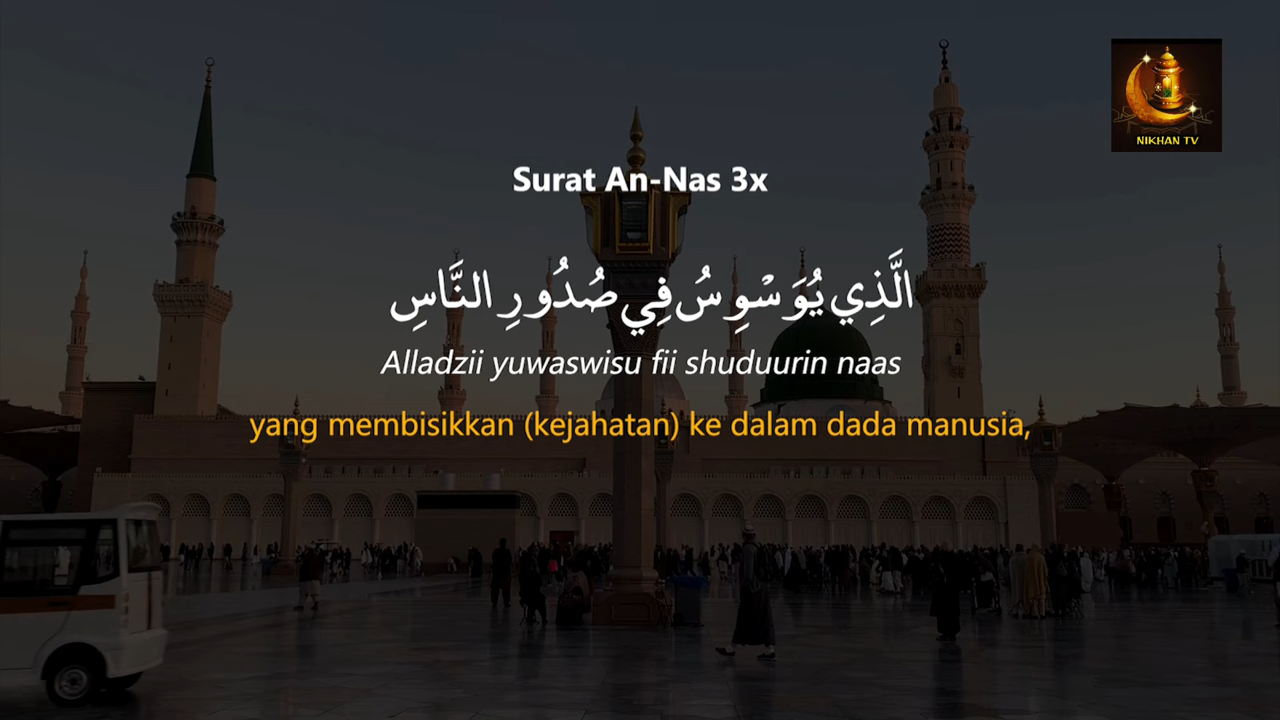 NIKHAN TV
Surat An-Nas 3x
الَّذِي يُوَسْوِسُ فِي صُدُورِ النَّاسِ
Alladzii yuwaswisu fii shuduurin naas
yang membisikkan (kejahatan) ke dalam dada manusia,